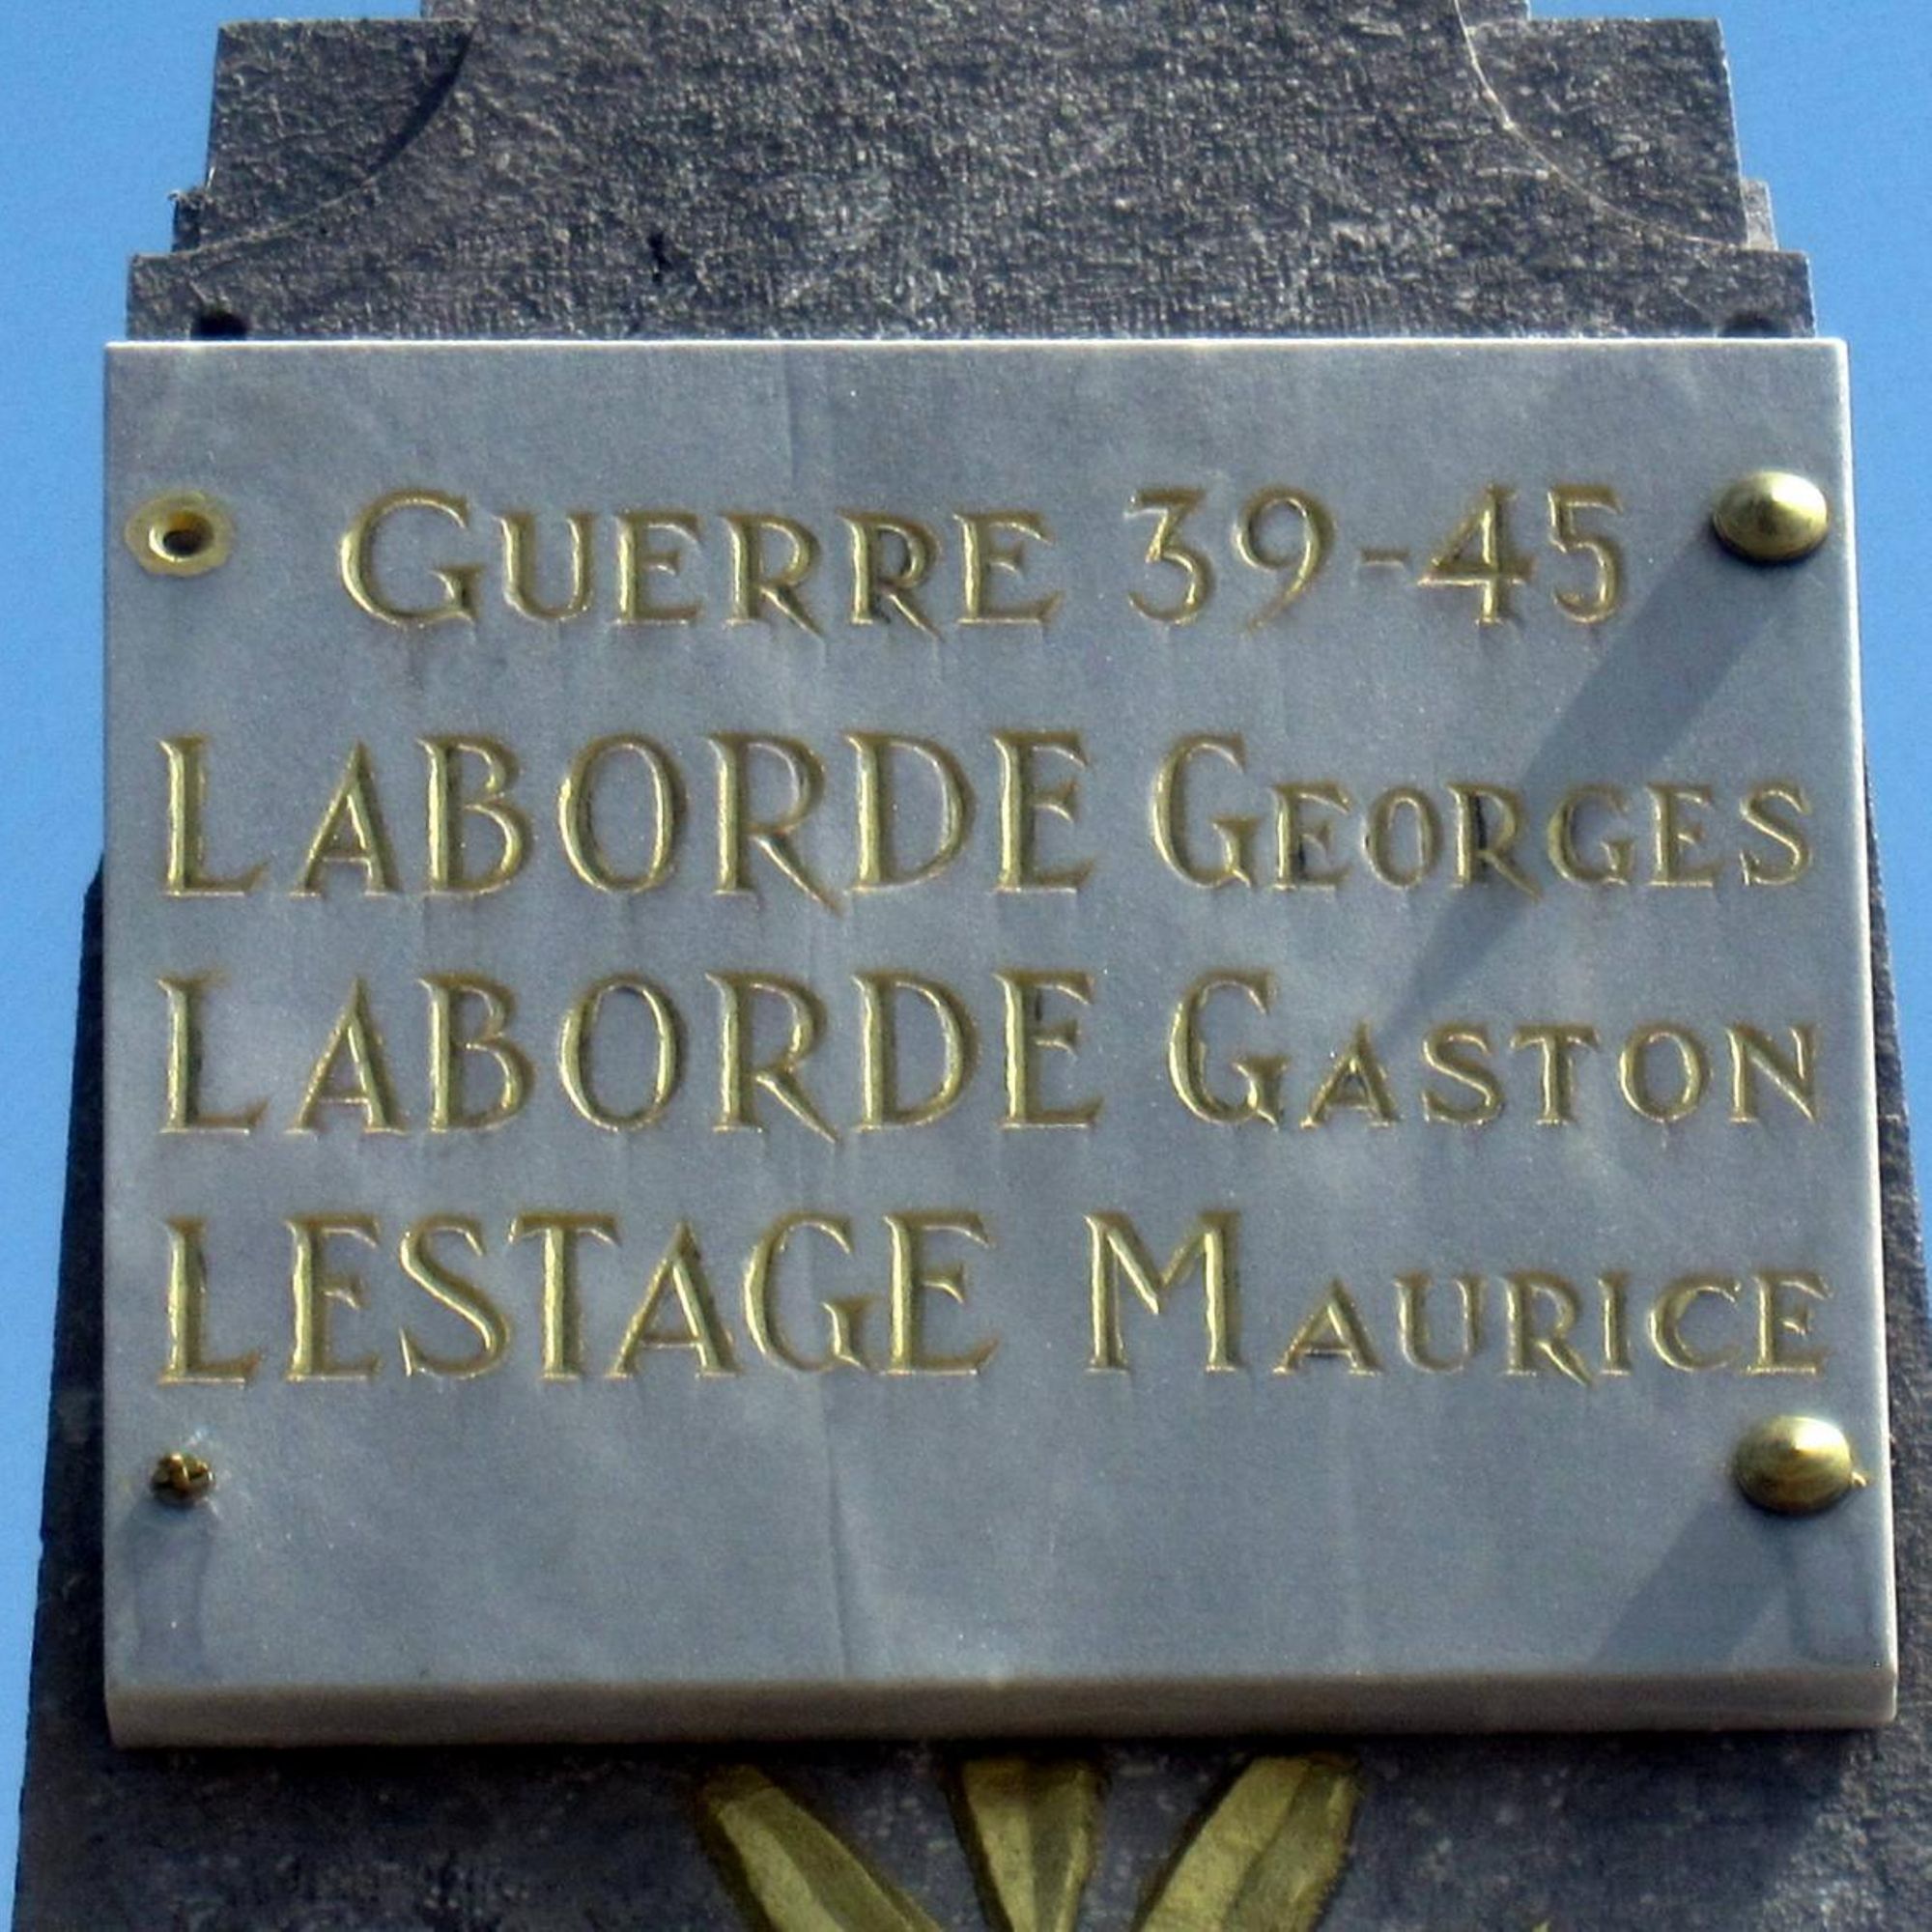 GUERRE 39-45
LABORDE GEORGES
LABORDE GASTON
LESTAGE MAURICE